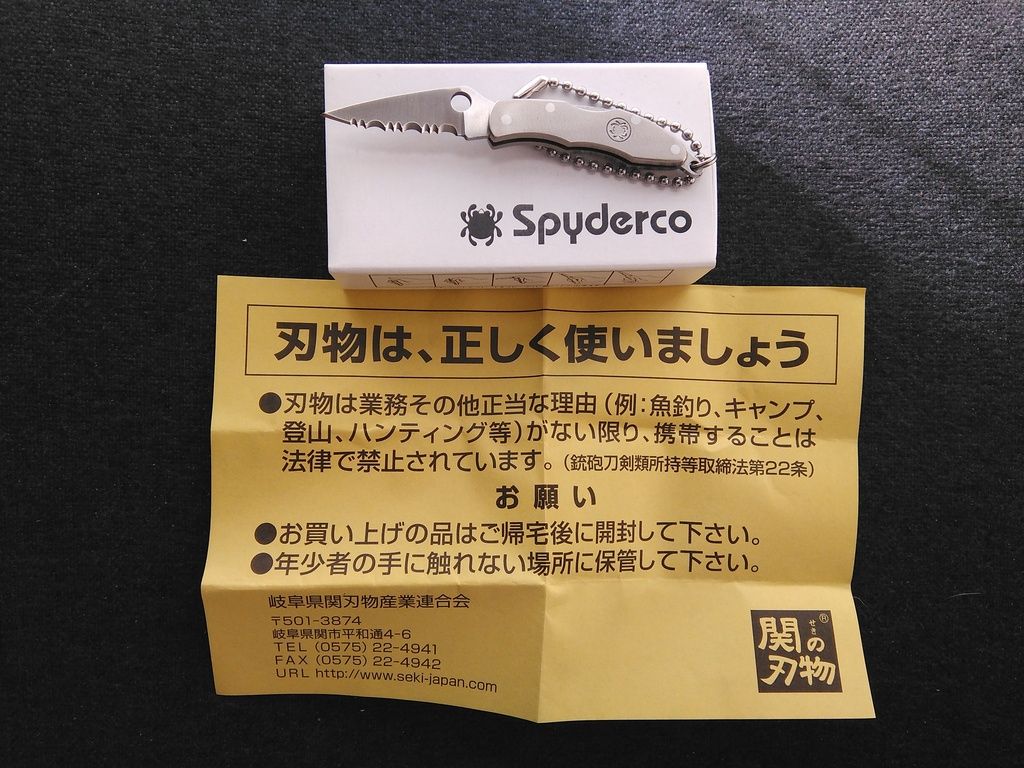 Spyderco
刃物は、正しく使いましょう
●刃物は業務その他正当な理由(例:魚釣り、キャンプ、
登山、ハンティング等)がない限り、携帯することは
法律で禁止されています。(銃砲刀剣類所持等取締法第22条)
お願い
●お買い上げの品はご帰宅後に開封して下さい。
●年少者の手に触れない場所に保管して下さい。
岐阜県関刃物産業連合会
〒501-3874
岐阜県関市平和通4-6
TEL (0575) 22-4941
FAX (0575) 22-4942
URL http://www.seki-japan.com
関の刃物
せき
®